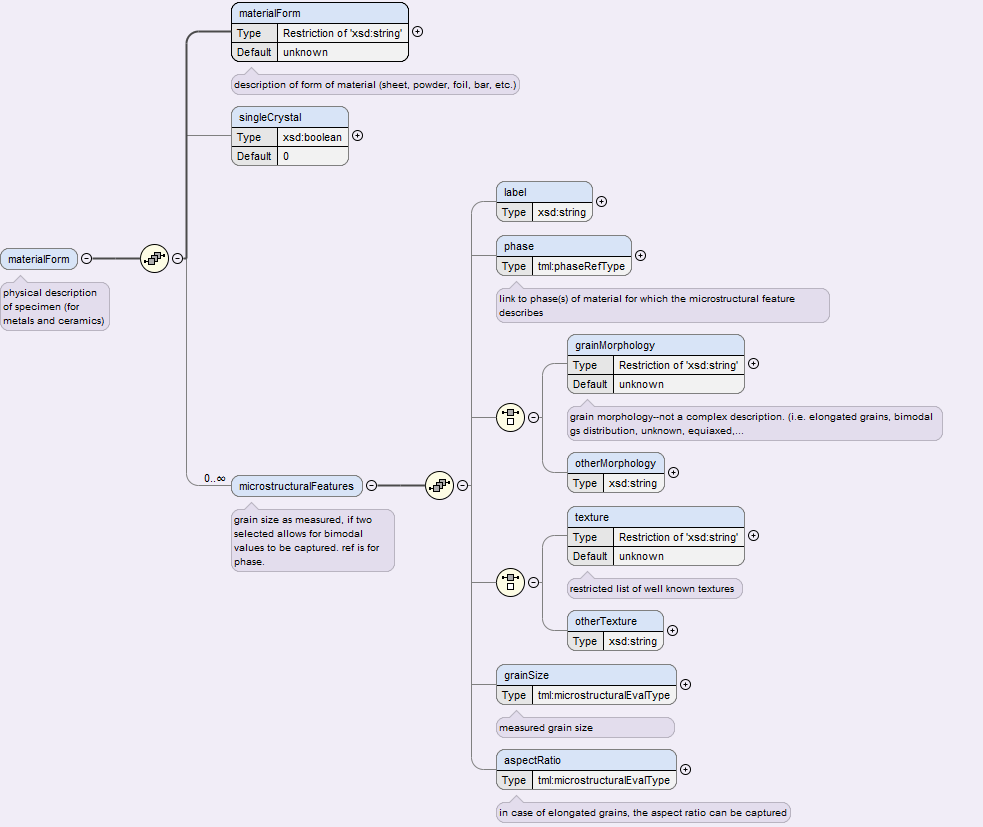 materialForm
Type Restriction of 'xsd:string'
Default unknown
description of form of material (sheet, powder, foil, bar, etc.)
singleCrystal
Type xsd:boolean
Default 0
materialForm
physical description
of specimen (for
metals and ceramics)
0..∞
microstructuralFeatures
grain size as measured, if two
selected allows for bimodal
values to be captured. ref is for
phase.
label
Type xsd:string
phase
Type tml:phaseRefType
link to phase(s) of material for which the microstructural feature
describes
grainMorphology
Type Restriction of 'xsd:string'
Default unknown
grain morphology--not a complex description. (i.e. elongated grains, bimodal
gs distribution, unknown, equiaxed,...
otherMorphology
Type xsd:string
texture
Type Restriction of 'xsd:string'
Default unknown
restricted list of well known textures
otherTexture
Type xsd:string
grainSize
Type tml:microstructuralEvalType
measured grain size
aspectRatio
Type tml:microstructuralEvalType
in case of elongated grains, the aspect ratio can be captured